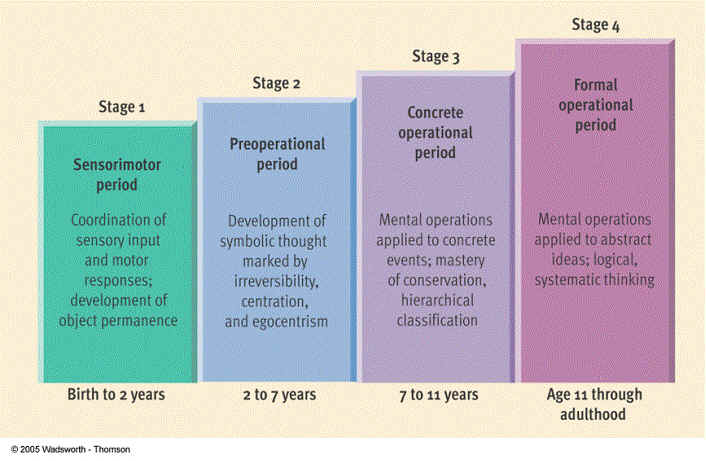 Stage 1
Sensorimotor
period
Coordination of
sensory input
and motor
responses;
development of
object permanence
Birth to 2 years
Stage 2
Preoperational
period
Development of
symbolic thought
marked by
irreversibility,
centration,
and egocentrism
2 to 7 years
Stage 3
Concrete
operational
period
Mental operations
applied to concrete
events; mastery
of conservation,
hierarchical
classification
7 to 11 years
Stage 4
Formal
operational
period
Mental operations
applied to abstract
ideas; logical,
systematic thinking
Age 11 through
adulthood
© 2005 Wadsworth - Thomson